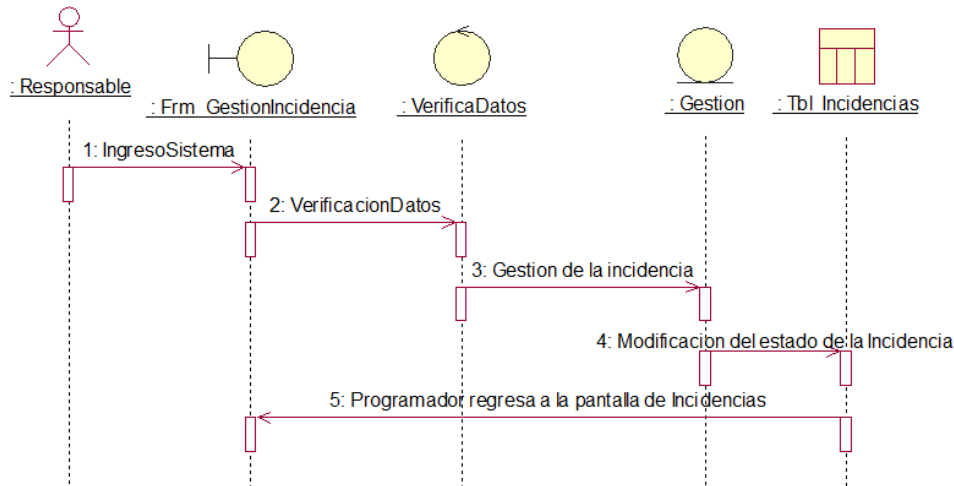 : Responsable
: Frm_GestionIncidencia
: VerificaDatos
: Gestion
: Tbl_Incidencias
1: IngresoSistema
2: VerificacionDatos
3: Gestion de la incidencia
4: Modificacion del estado de la Incidencia
5: Programador regresa a la pantalla de Incidencias